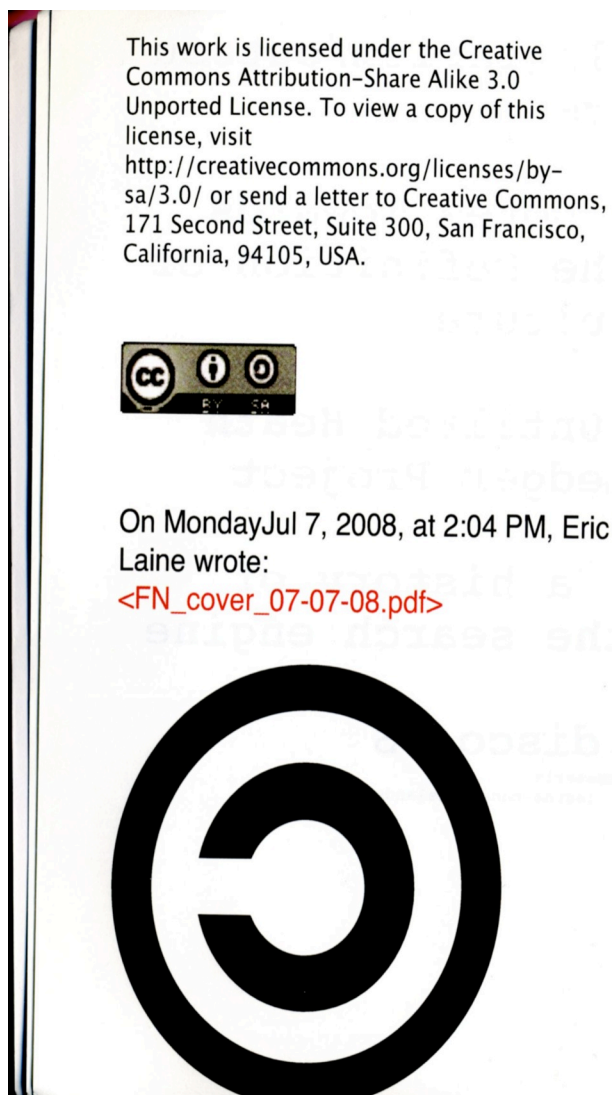 This work is licensed under the Creative
Commons Attribution–Share Alike 3.0
Unported License. To view a copy of this
license, visit
http://creativecommons.org/licenses/by–
sa/3.0/ or send a letter to Creative Commons,
171 Second Street, Suite 300, San Francisco,
California, 94105, USA.
cc
BY SA
On MondayJul 7, 2008, at 2:04 PM, Eric
Laine wrote:
<FN_cover_07-07-08.pdf>